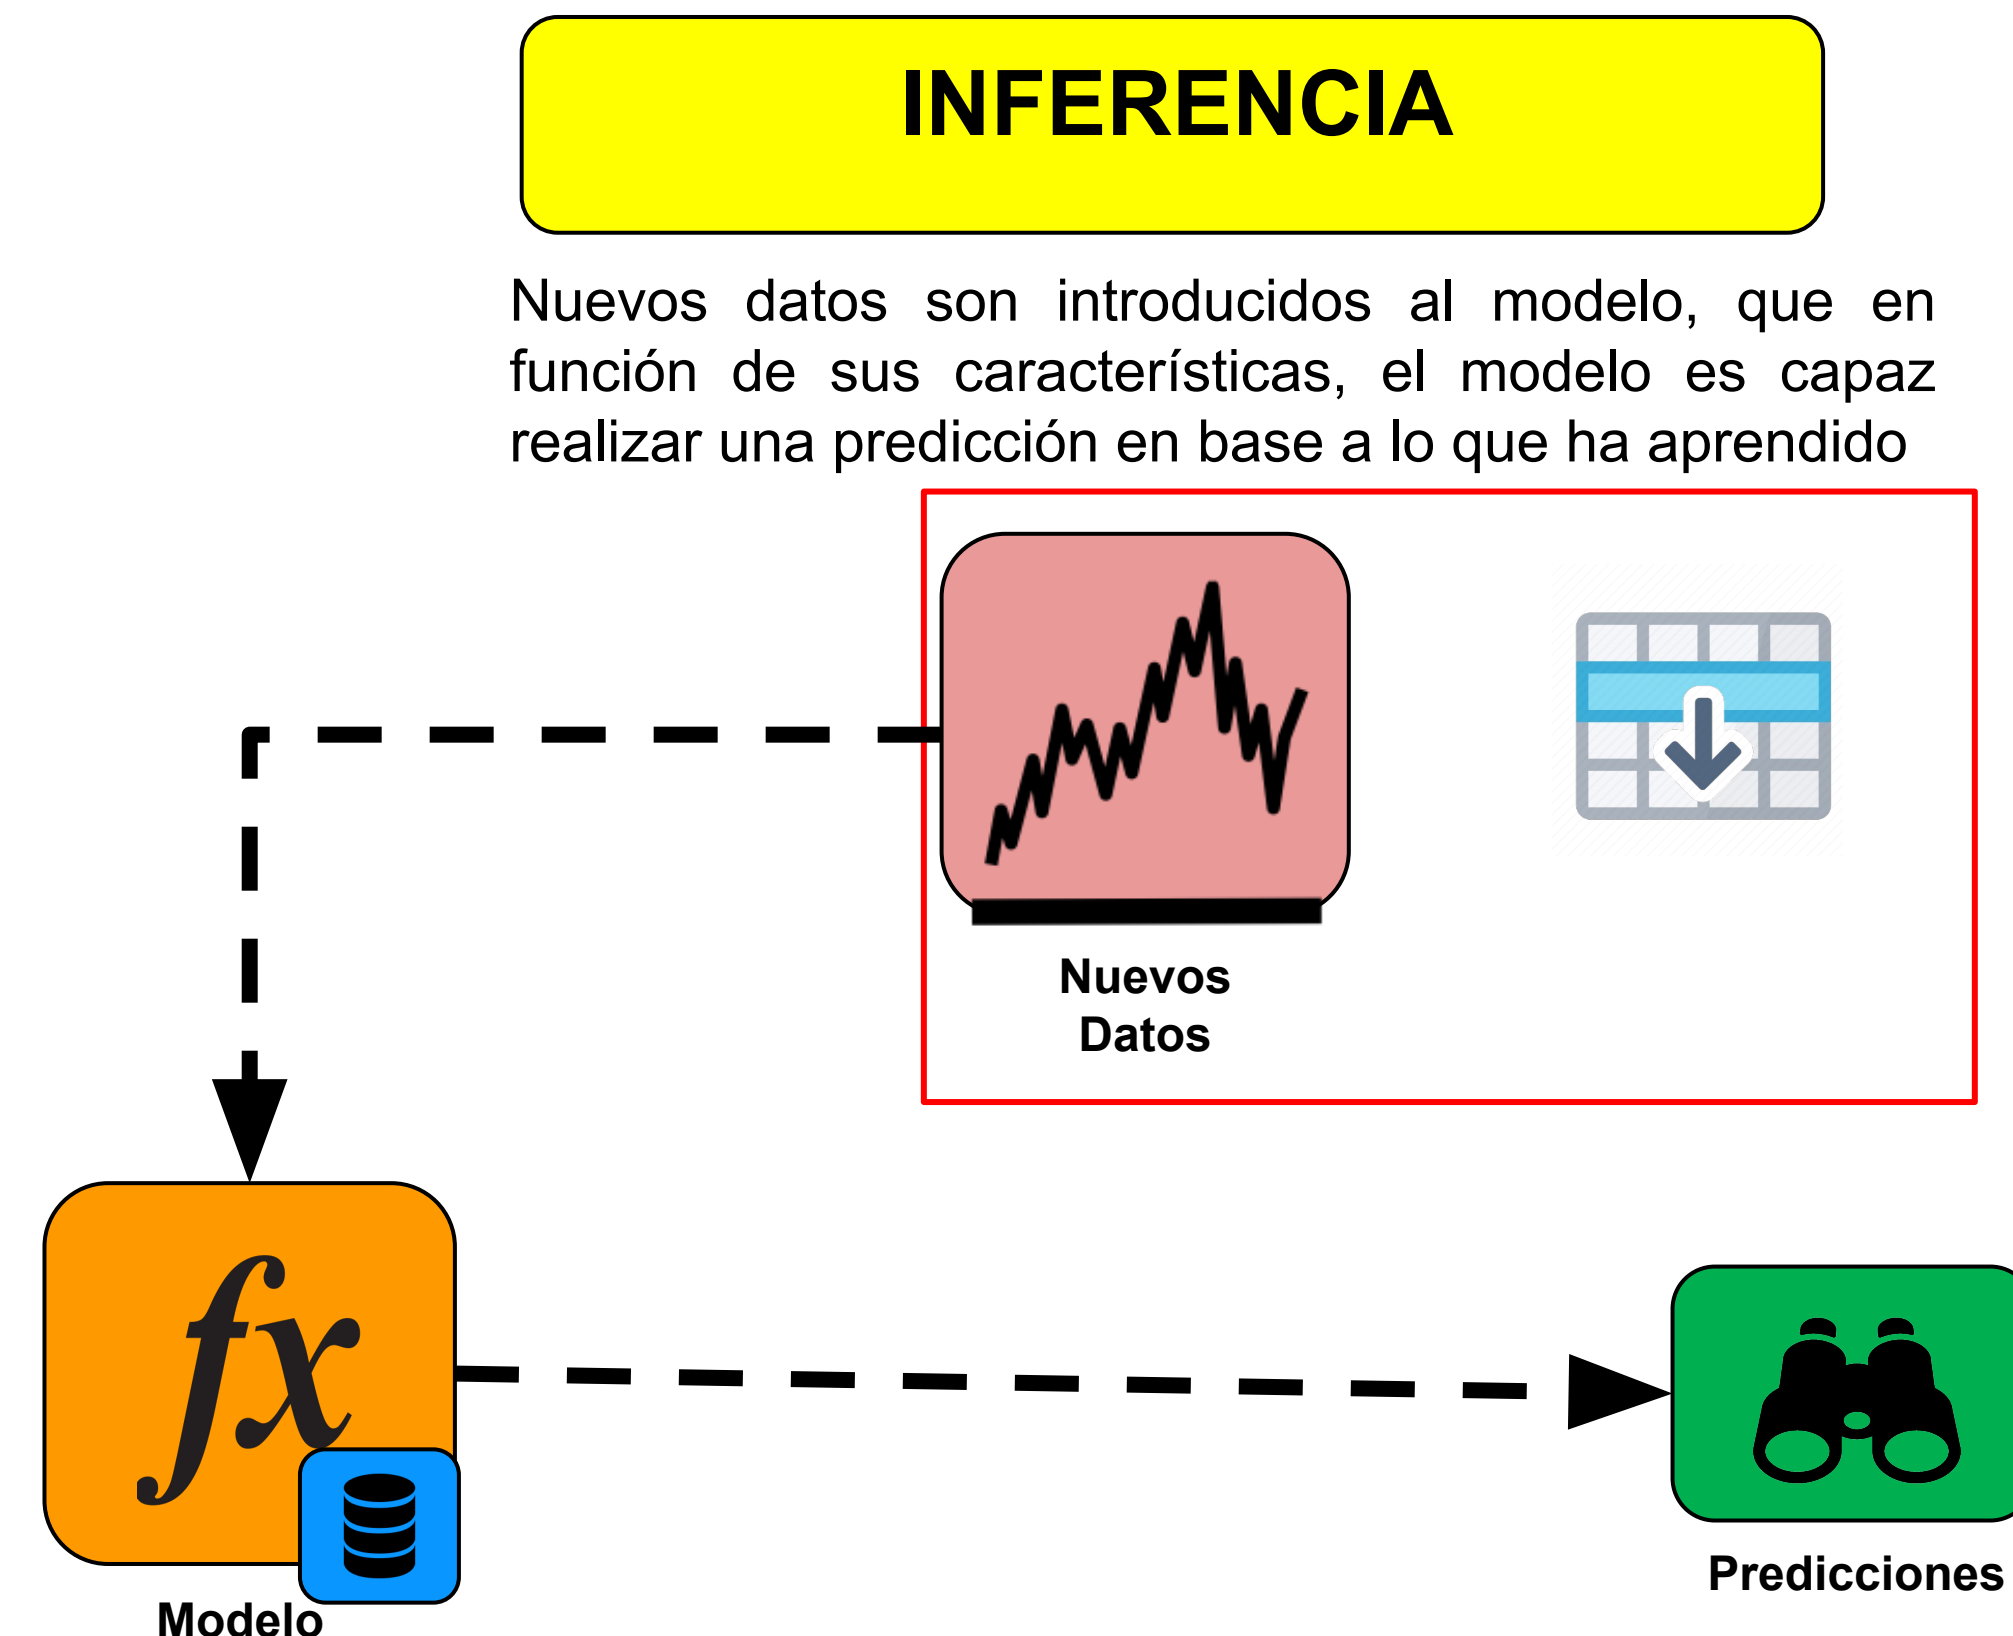 INFERENCIA
Nuevos datos son introducidos al modelo, que en
función de sus características, el modelo es capaz
realizar una predicción en base a lo que ha aprendido
Nuevos
Datos
fx
Modelo
Predicciones